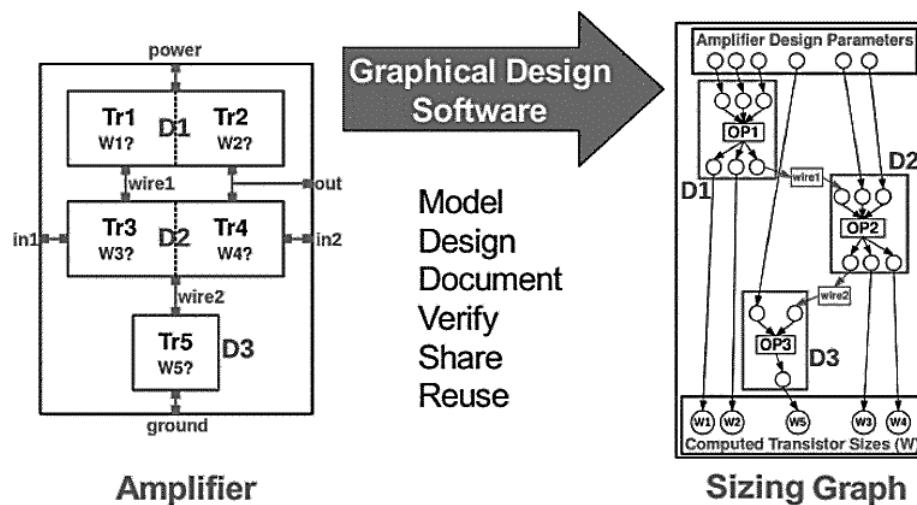 power
Tr1 D1 Tr2
W1? W2?
wire1 out
Tr3 D2 Tr4
in1 W3? W4? in2
wire2
Tr5 D3
W5?
ground
Amplifier
Graphical Design
Software
Model
Design
Document
Verify
Share
Reuse
Amplifier Design Parameters
OP1
D1
wire1
D2
OP2
wire2
OP3
D3
W1 W2 W5 W3 W4
Computed Transistor Sizes (W)
Sizing Graph